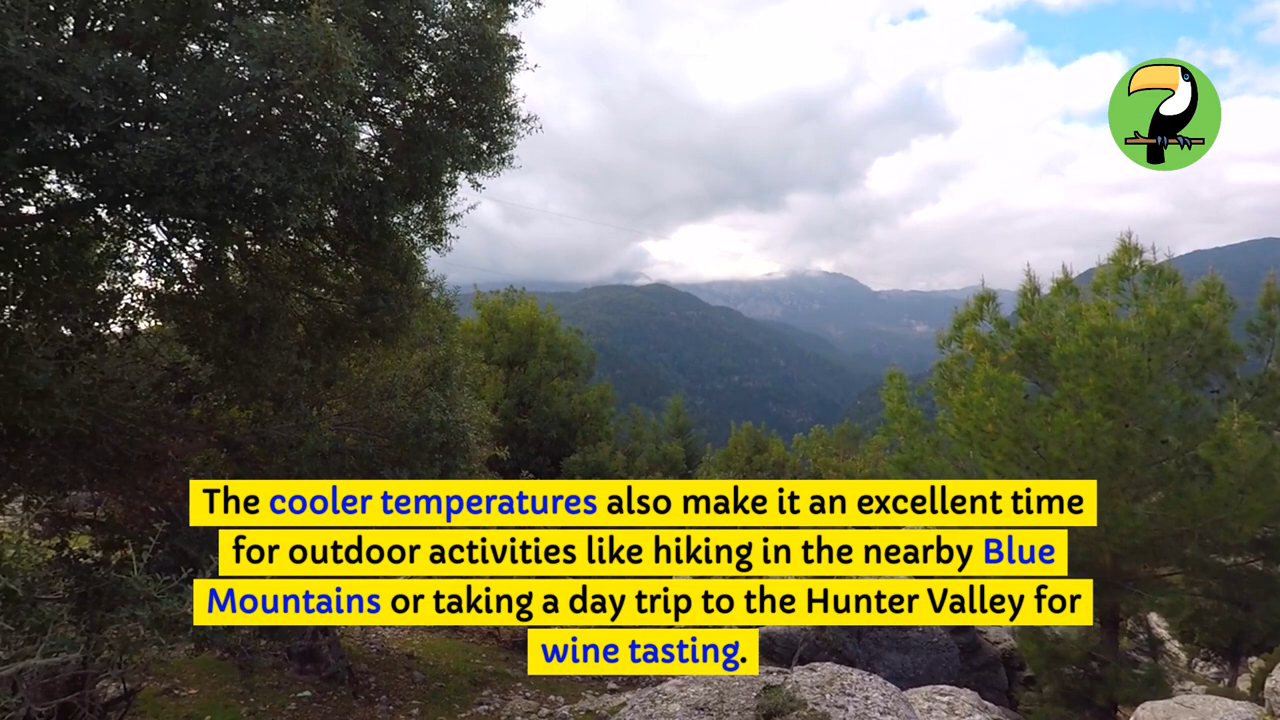 The cooler temperatures also make it an excellent time
for outdoor activities like hiking in the nearby Blue
Mountains or taking a day trip to the Hunter Valley for
wine tasting.